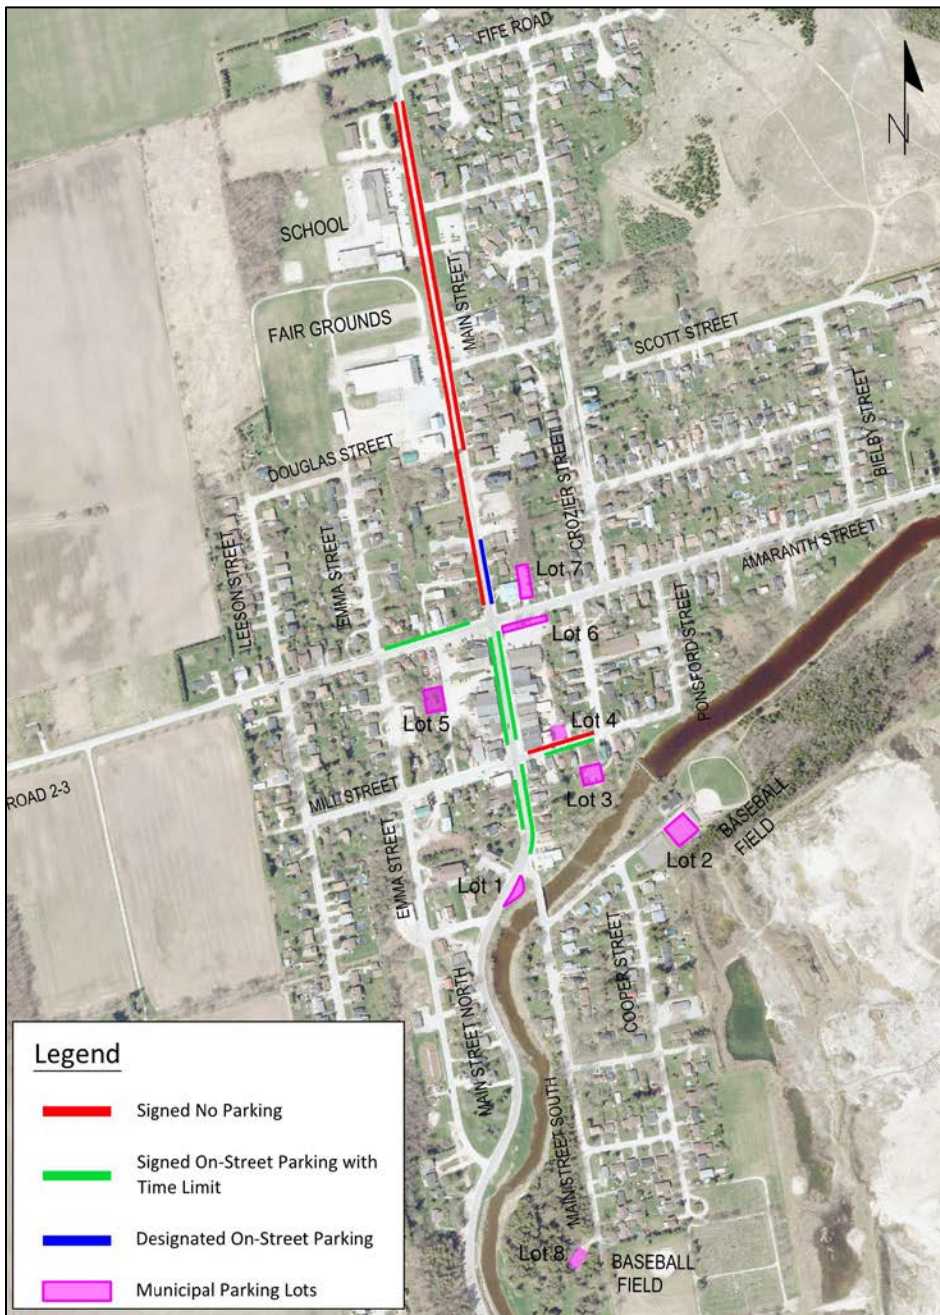 FIFE ROAD
N
SCHOOL
MAIN STREET
FAIR GROUNDS
SCOTT STREET
DOUGLAS STREET
CROZIER STREET
BIELBY STREET
AMARANTH STREET
LEESON STREET
EMMA STREET
Lot 7
Lot 6
PONSFORD STREET
Lot 5
Lot 4
ROAD 2-3
MILL STREET
Lot 3
BASEBALL
FIELD
Lot 2
EMMA STREET
Lot 1
COOPER STREET
MAIN STREET NORTH
MAIN STREET SOUTH
Lot 8
BASEBALL
FIELD
Legend
Signed No Parking
Signed On-Street Parking with
Time Limit
Designated On-Street Parking
Municipal Parking Lots